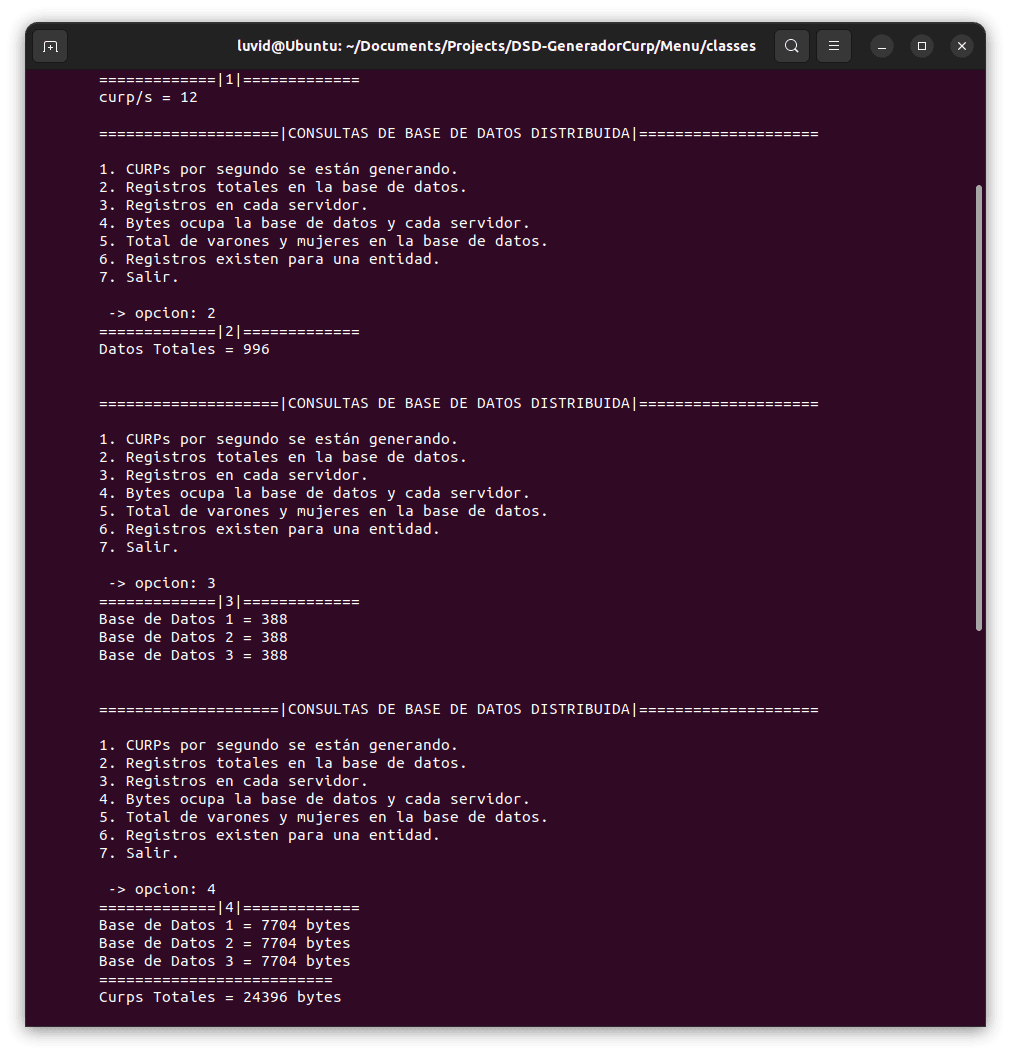 luvid@Ubuntu: ~/Documents/Projects/DSD-GeneradorCurp/Menu/classes
=============|1|=============
curp/s = 12
====================|CONSULTAS DE BASE DE DATOS DISTRIBUIDA|====================
1. CURPs por segundo se están generando.
2. Registros totales en la base de datos.
3. Registros en cada servidor.
4. Bytes ocupa la base de datos y cada servidor.
5. Total de varones y mujeres en la base de datos.
6. Registros existen para una entidad.
7. Salir.
-> opcion: 2
=============|2|=============
Datos Totales = 996
====================|CONSULTAS DE BASE DE DATOS DISTRIBUIDA|====================
1. CURPs por segundo se están generando.
2. Registros totales en la base de datos.
3. Registros en cada servidor.
4. Bytes ocupa la base de datos y cada servidor.
5. Total de varones y mujeres en la base de datos.
6. Registros existen para una entidad.
7. Salir.
-> opcion: 3
=============|3|=============
Base de Datos 1 = 388
Base de Datos 2 = 388
Base de Datos 3 = 388
====================|CONSULTAS DE BASE DE DATOS DISTRIBUIDA|====================
1. CURPs por segundo se están generando.
2. Registros totales en la base de datos.
3. Registros en cada servidor.
4. Bytes ocupa la base de datos y cada servidor.
5. Total de varones y mujeres en la base de datos.
6. Registros existen para una entidad.
7. Salir.
-> opcion: 4
=============|4|=============
Base de Datos 1 = 7704 bytes
Base de Datos 2 = 7704 bytes
Base de Datos 3 = 7704 bytes
==========================
Curps Totales = 24396 bytes